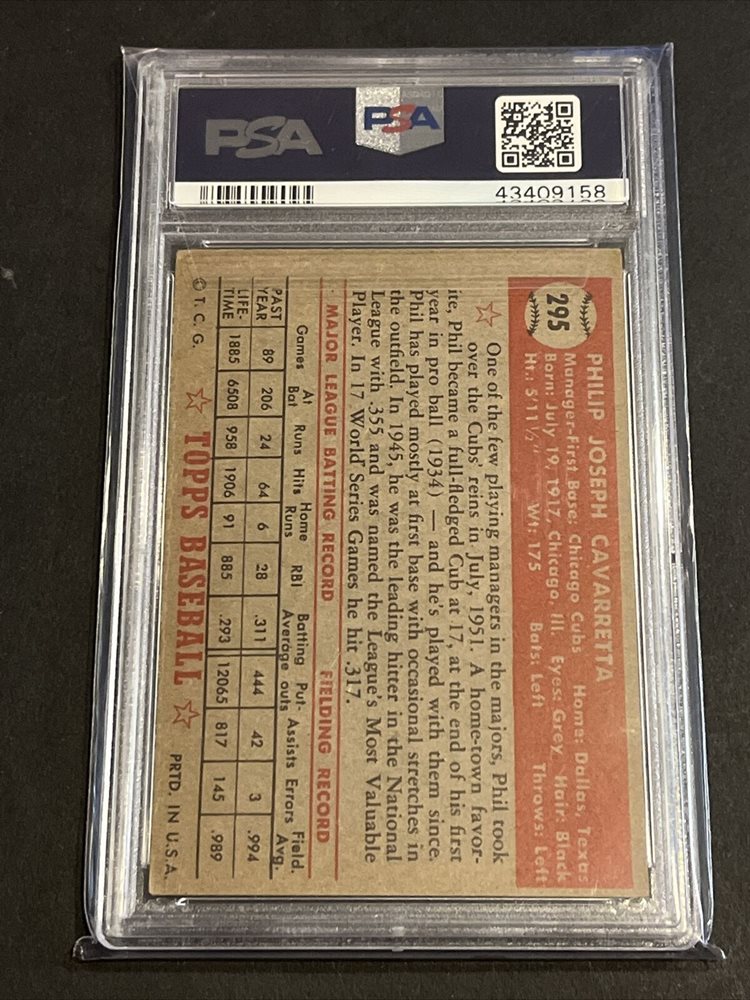 PSA
PSA
43409158
295
PHILIP JOSEPH CAVARRETTA
Manager-First Base: Chicago Cubs Home: Dallas, Texas
Born: July 19, 1917, Chicago, Ill. Eyes: Grey Hair: Black
Ht.: 5'11½" Wt: 175 Bats: Left Throws: Left
One of the few playing managers in the majors, Phil took
over the Cubs' reins in July, 1951. A home-town favor-
ite, Phil became a full-fledged Cub at 17, at the end of his first
year in pro ball (1934) — and he's played with them since.
Phil has played mostly at first base with occasional stretches in
the outfield. In 1945, he was the leading hitter in the National
League with .355 and was named the League's Most Valuable
Player. In 17 World Series Games he hit .317.
MAJOR LEAGUE BATTING RECORD FIELDING RECORD
Games At Bat Runs Hits Home Runs RBI Batting Average Put-outs Assists Errors Field. Avg.
PAST YEAR 89 206 24 64 6 28 .311 444 42 3 .994
LIFE-TIME 1885 6508 958 1906 91 885 .293 12065 817 145 .989
© T. C. G. TOPPS BASEBALL PRTD. IN U.S.A.